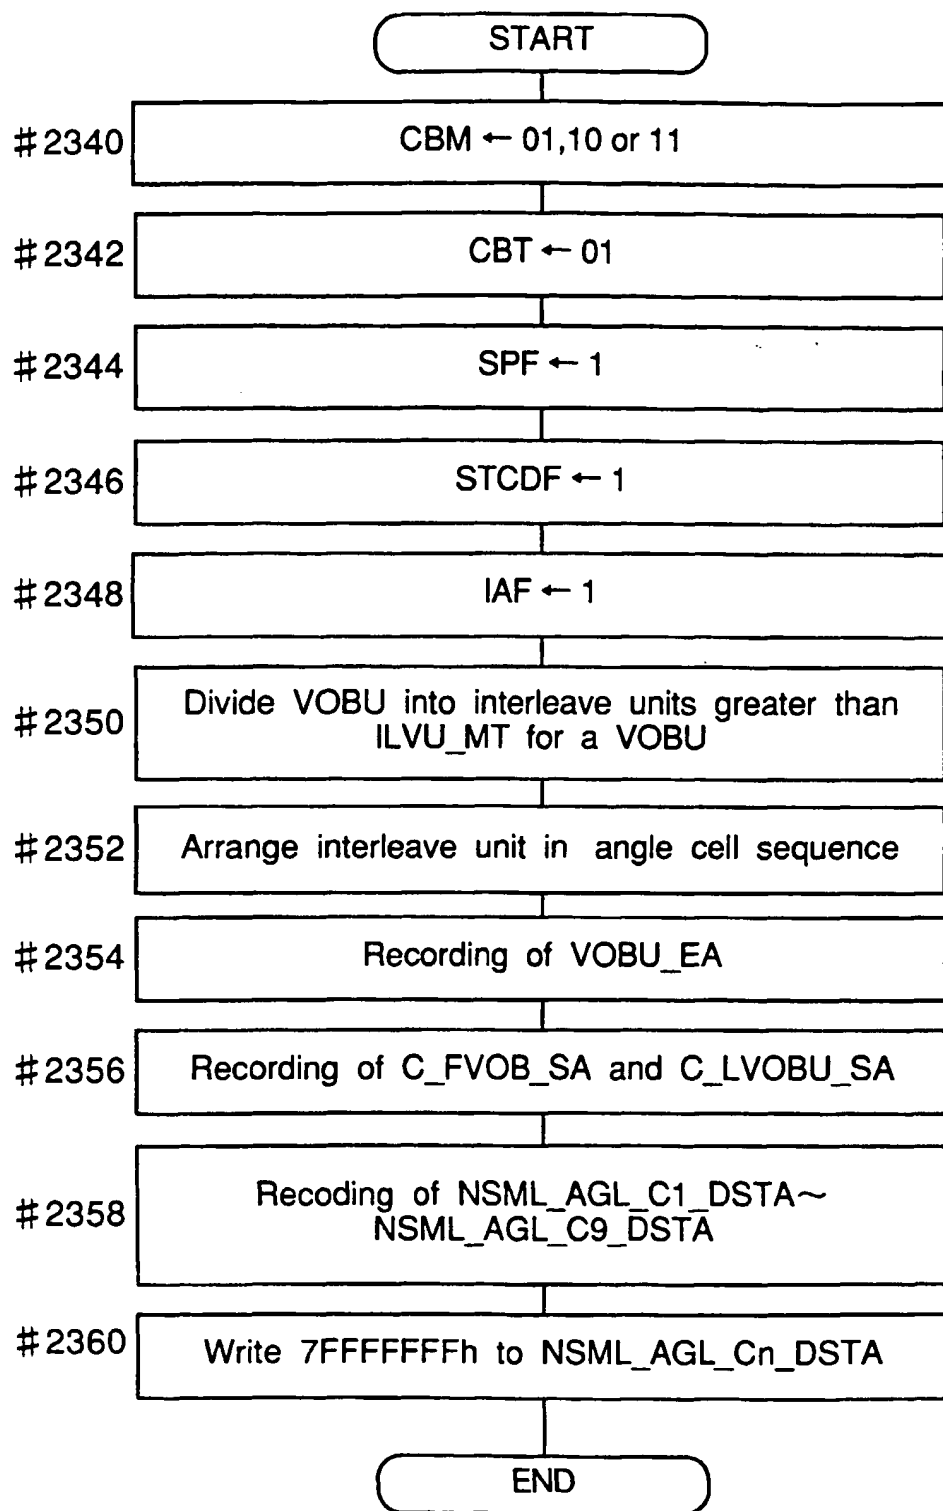 START
#2340 CBM ← 01,10 or 11
#2342 CBT ← 01
#2344 SPF ← 1
#2346 STCDF ← 1
#2348 IAF ← 1
#2350 Divide VOBU into interleave units greater than
ILVU_MT for a VOBU
#2352 Arrange interleave unit in angle cell sequence
#2354 Recording of VOBU_EA
#2356 Recording of C_FVOB_SA and C_LVOBU_SA
#2358 Recoding of NSML_AGL_C1_DSTA~
NSML_AGL_C9_DSTA
#2360 Write 7FFFFFFFh to NSML_AGL_Cn_DSTA
END